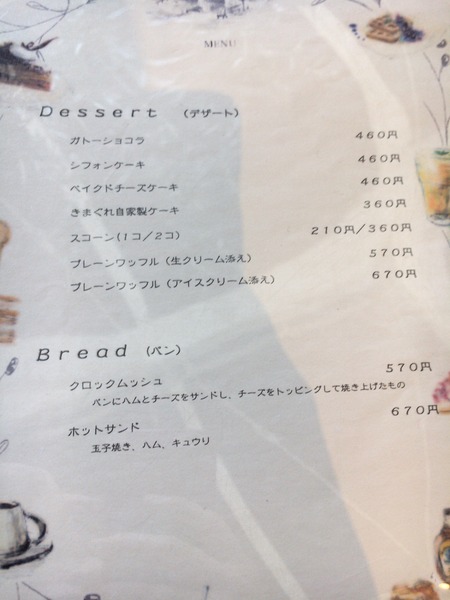 MENU
Dessert (デザート)
ガトーショコラ 460円
シフォンケーキ 460円
ベイクドチーズケーキ 460円
きまぐれ自家製ケーキ 360円
スコーン(1コ/2コ) 210円/360円
プレーンワッフル(生クリーム添え) 570円
プレーンワッフル(アイスクリーム添え) 670円
Bread (パン)
クロックムッシュ 570円
パンにハムとチーズをサンドし、チーズをトッピングして焼き上げたもの
ホットサンド 670円
玉子焼き、ハム、キュウリ